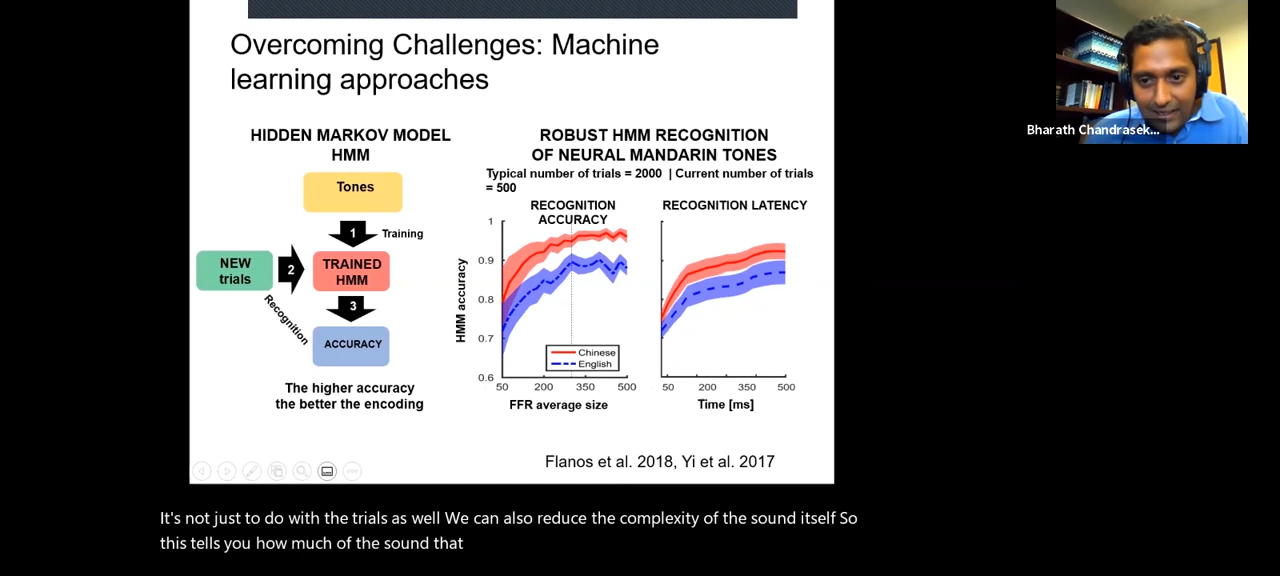 Overcoming Challenges: Machine
learning approaches
HIDDEN MARKOV MODEL
HMM
Tones
1
Training
NEW
trials
2
TRAINED
HMM
Recognition
3
ACCURACY
The higher accuracy
the better the encoding
ROBUST HMM RECOGNITION
OF NEURAL MANDARIN TONES
Typical number of trials = 2000 | Current number of trials
= 500
RECOGNITION
ACCURACY
HMM accuracy
1
0.9
0.8
0.7
0.6
Chinese
English
50 200 350 500
FFR average size
RECOGNITION LATENCY
50 200 350 500
Time [ms]
Flanos et al. 2018, Yi et al. 2017
Bharath Chandrasek...
It's not just to do with the trials as well We can also reduce the complexity of the sound itself So
this tells you how much of the sound that